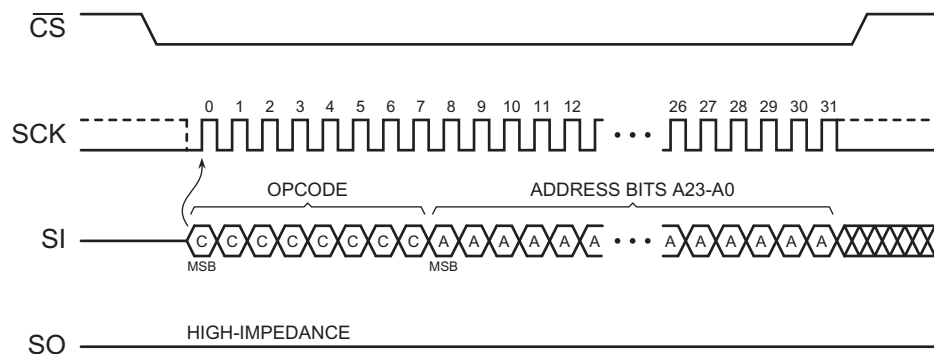 CS
0 1 2 3 4 5 6 7 8 9 10 11 12 26 27 28 29 30 31
SCK
OPCODE ADDRESS BITS A23-A0
SI C C C C C C C C A A A A A A A A A A A A
MSB MSB
HIGH-IMPEDANCE
SO